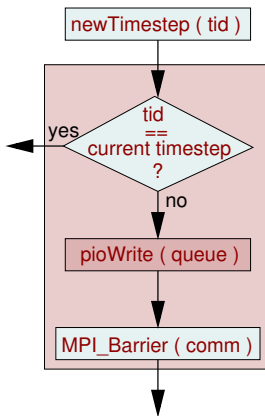 newTimestep ( tid )
tid
==
yes
current timestep
?
no
pioWrite ( queue )
MPI_Barrier ( comm )